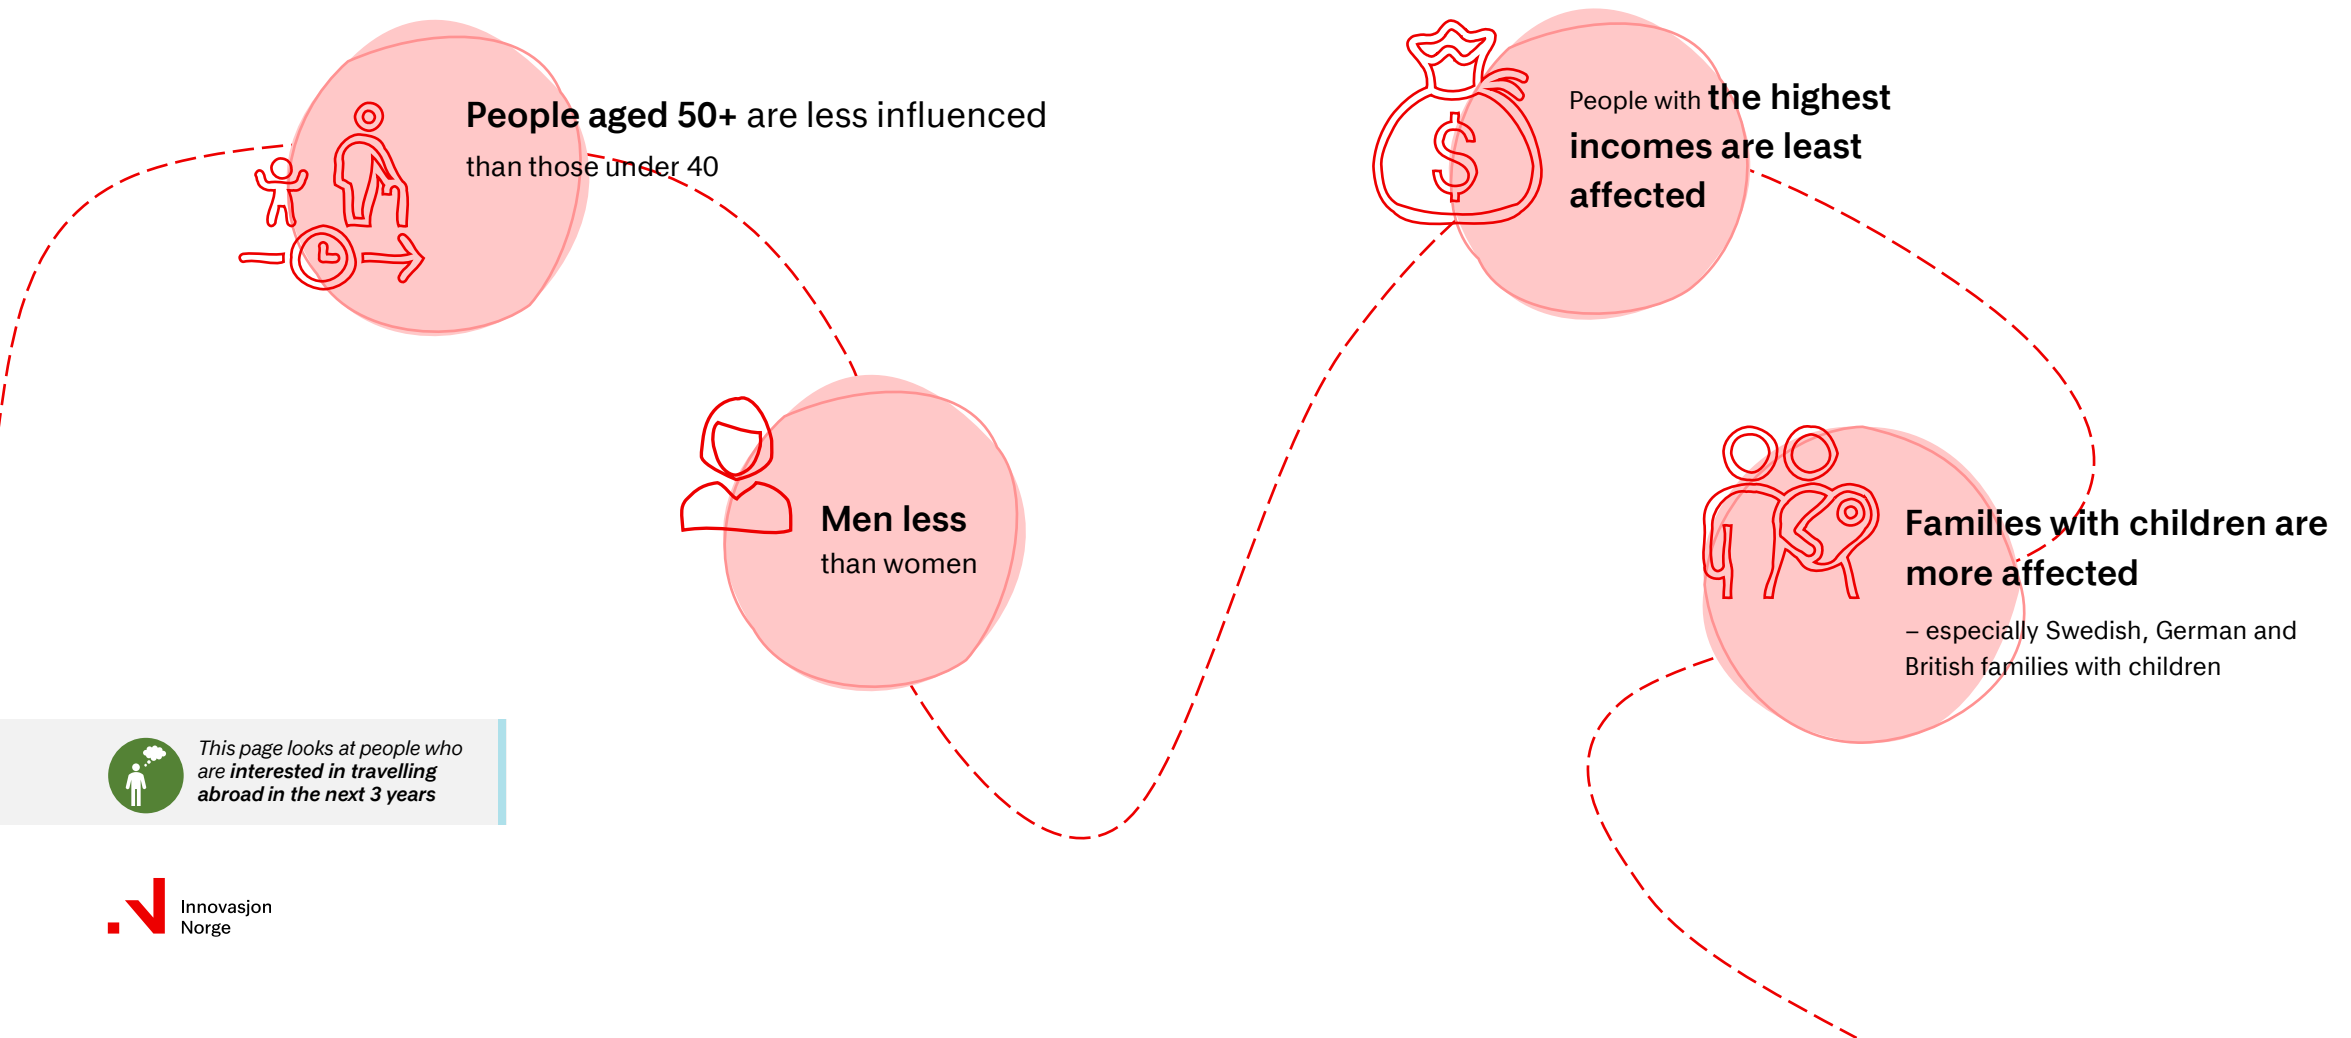 People aged 50+ are less influenced
than those under 40
Men less
than women
People with the highest
incomes are least
affected
Families with children are
more affected
– especially Swedish, German and
British families with children
This page looks at people who
are interested in travelling
abroad in the next 3 years
Innovasjon
Norge